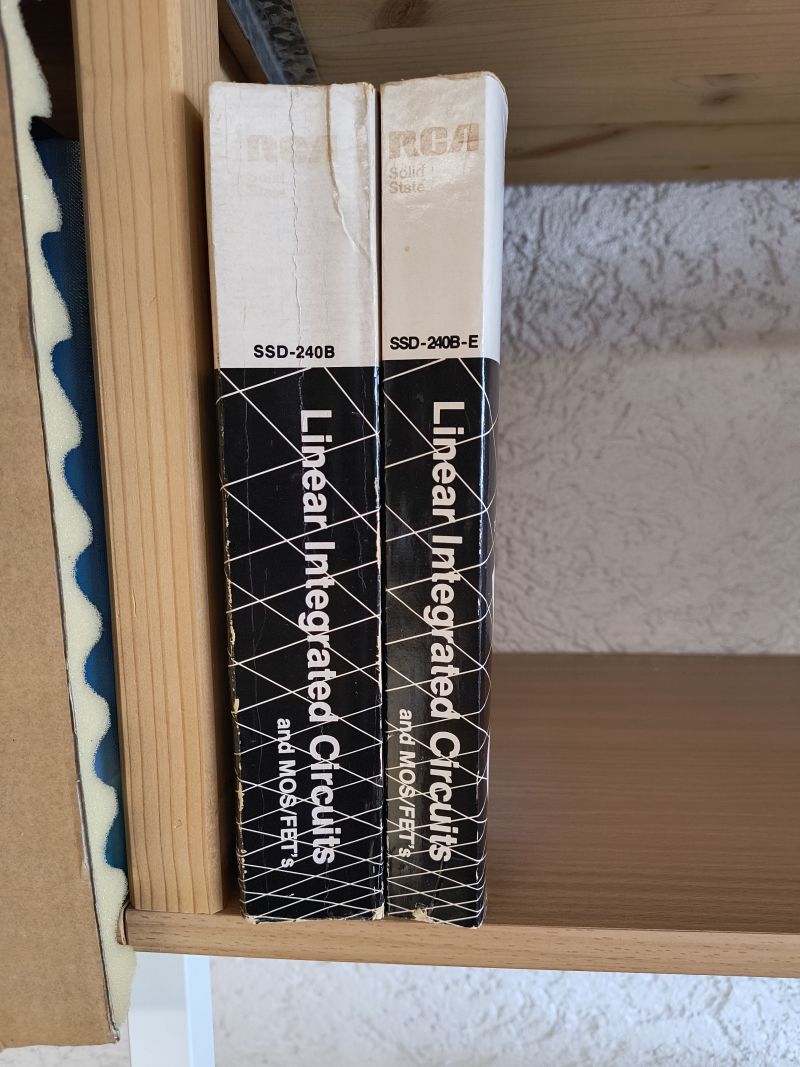 RCA
SSD-240B
Linear Integrated Circuits
and MOS/FET's
RCA
Solid
State
SSD-240B-E
Linear Integrated Circuits
and MOS/FET's